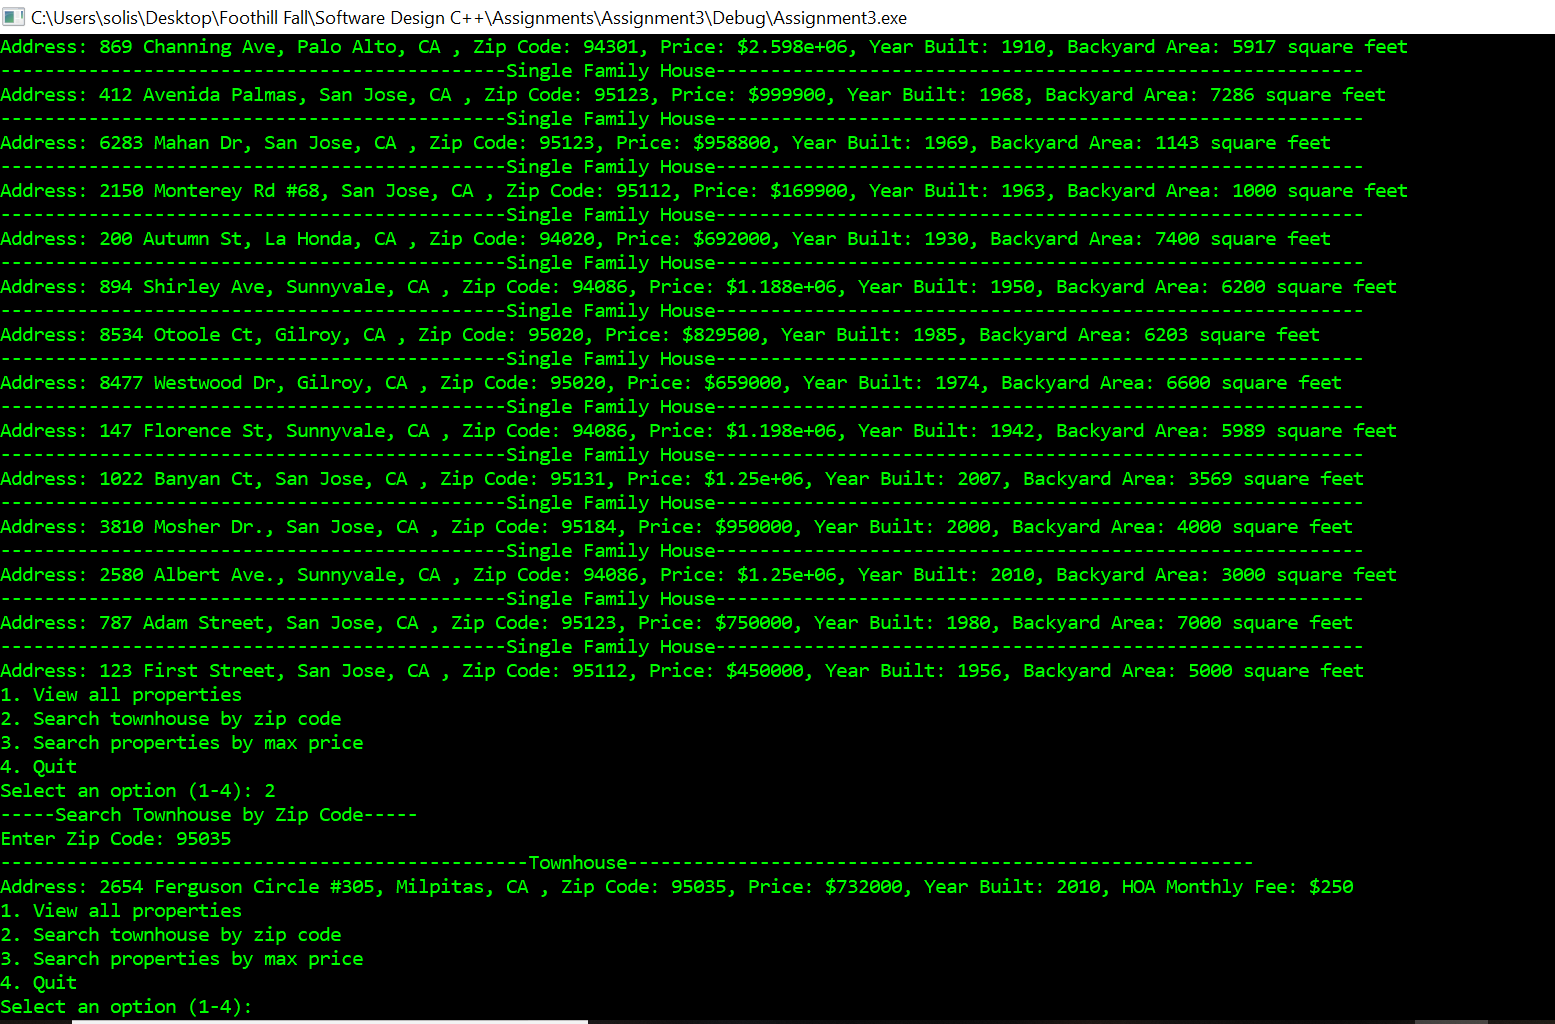 C:\Users\solis\Desktop\Foothill Fall\Software Design C++\Assignments\Assignment3\Debug\Assignment3.exe
Address: 869 Channing Ave, Palo Alto, CA , Zip Code: 94301, Price: $2.598e+06, Year Built: 1910, Backyard Area: 5917 square feet
----------------------------------------------Single Family House-----------------------------------------------------------
Address: 412 Avenida Palmas, San Jose, CA , Zip Code: 95123, Price: $999900, Year Built: 1968, Backyard Area: 7286 square feet
----------------------------------------------Single Family House-----------------------------------------------------------
Address: 6283 Mahan Dr, San Jose, CA , Zip Code: 95123, Price: $958800, Year Built: 1969, Backyard Area: 1143 square feet
----------------------------------------------Single Family House-----------------------------------------------------------
Address: 2150 Monterey Rd #68, San Jose, CA , Zip Code: 95112, Price: $169900, Year Built: 1963, Backyard Area: 1000 square feet
----------------------------------------------Single Family House-----------------------------------------------------------
Address: 200 Autumn St, La Honda, CA , Zip Code: 94020, Price: $692000, Year Built: 1930, Backyard Area: 7400 square feet
----------------------------------------------Single Family House-----------------------------------------------------------
Address: 894 Shirley Ave, Sunnyvale, CA , Zip Code: 94086, Price: $1.188e+06, Year Built: 1950, Backyard Area: 6200 square feet
----------------------------------------------Single Family House-----------------------------------------------------------
Address: 8534 Otoole Ct, Gilroy, CA , Zip Code: 95020, Price: $829500, Year Built: 1985, Backyard Area: 6203 square feet
----------------------------------------------Single Family House-----------------------------------------------------------
Address: 8477 Westwood Dr, Gilroy, CA , Zip Code: 95020, Price: $659000, Year Built: 1974, Backyard Area: 6600 square feet
----------------------------------------------Single Family House-----------------------------------------------------------
Address: 147 Florence St, Sunnyvale, CA , Zip Code: 94086, Price: $1.198e+06, Year Built: 1942, Backyard Area: 5989 square feet
----------------------------------------------Single Family House-----------------------------------------------------------
Address: 1022 Banyan Ct, San Jose, CA , Zip Code: 95131, Price: $1.25e+06, Year Built: 2007, Backyard Area: 3569 square feet
----------------------------------------------Single Family House-----------------------------------------------------------
Address: 3810 Mosher Dr., San Jose, CA , Zip Code: 95184, Price: $950000, Year Built: 2000, Backyard Area: 4000 square feet
----------------------------------------------Single Family House-----------------------------------------------------------
Address: 2580 Albert Ave., Sunnyvale, CA , Zip Code: 94086, Price: $1.25e+06, Year Built: 2010, Backyard Area: 3000 square feet
----------------------------------------------Single Family House-----------------------------------------------------------
Address: 787 Adam Street, San Jose, CA , Zip Code: 95123, Price: $750000, Year Built: 1980, Backyard Area: 7000 square feet
----------------------------------------------Single Family House-----------------------------------------------------------
Address: 123 First Street, San Jose, CA , Zip Code: 95112, Price: $450000, Year Built: 1956, Backyard Area: 5000 square feet
1. View all properties
2. Search townhouse by zip code
3. Search properties by max price
4. Quit
Select an option (1-4): 2
-----Search Townhouse by Zip Code-----
Enter Zip Code: 95035
------------------------------------------------Townhouse---------------------------------------------------------
Address: 2654 Ferguson Circle #305, Milpitas, CA , Zip Code: 95035, Price: $732000, Year Built: 2010, HOA Monthly Fee: $250
1. View all properties
2. Search townhouse by zip code
3. Search properties by max price
4. Quit
Select an option (1-4):